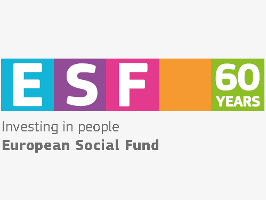 ESF 60
YEARS
Investing in people
European Social Fund